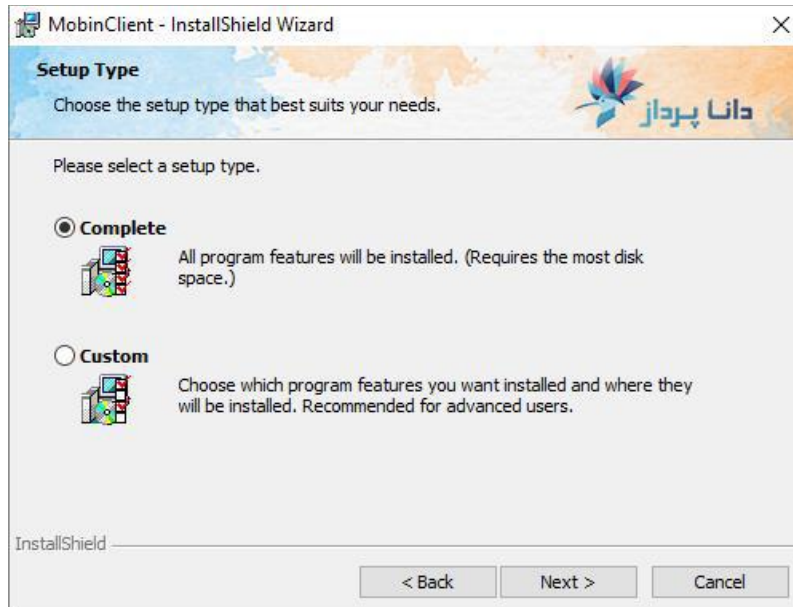 MobinClient - InstallShield Wizard
Setup Type
Choose the setup type that best suits your needs.
دانا پرداز
Please select a setup type.
Complete
All program features will be installed. (Requires the most disk
space.)
Custom
Choose which program features you want installed and where they
will be installed. Recommended for advanced users.
InstallShield
< Back
Next >
Cancel